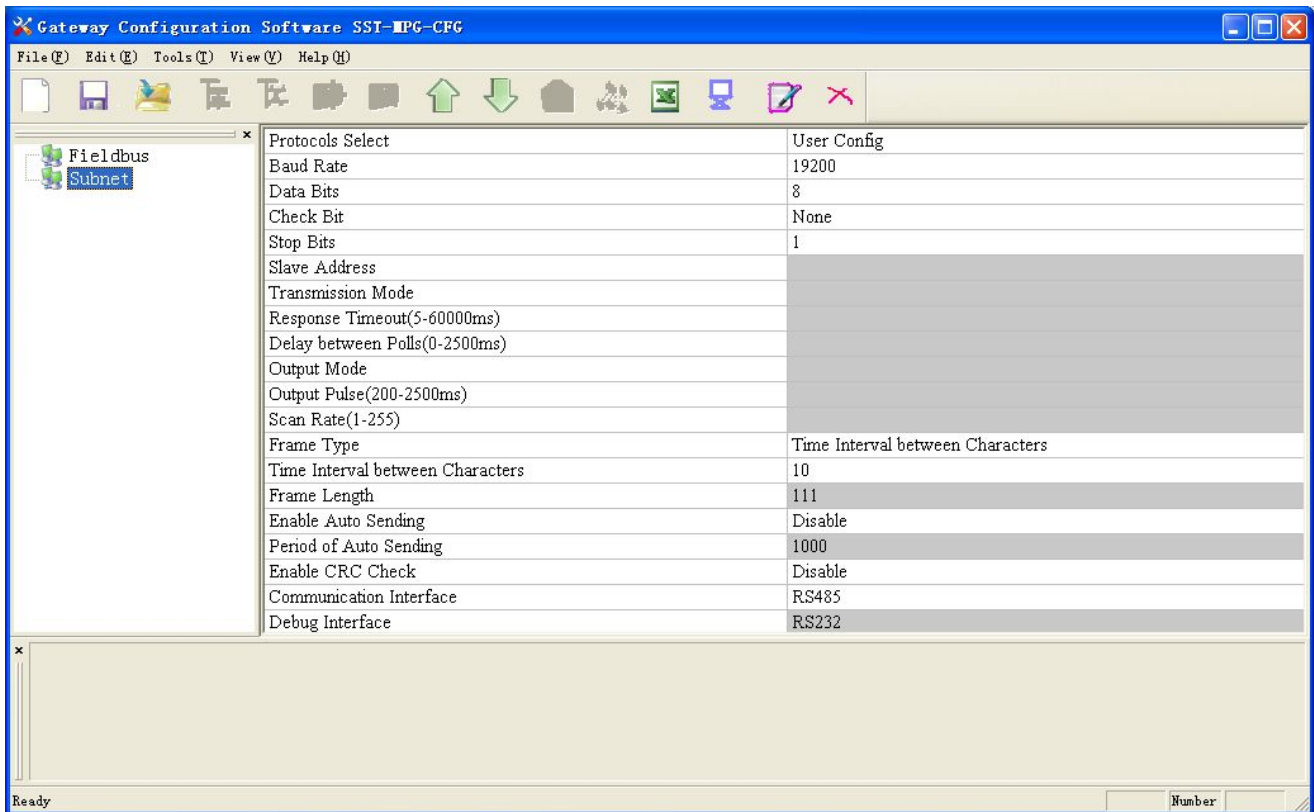 Gateway Configuration Software SST-MPG-CFG
File(F) Edit(E) Tools(T) View(V) Help(H)
Fieldbus
Subnet
Protocols Select User Config
Baud Rate 19200
Data Bits 8
Check Bit None
Stop Bits 1
Slave Address
Transmission Mode
Response Timeout(5-60000ms)
Delay between Polls(0-2500ms)
Output Mode
Output Pulse(200-2500ms)
Scan Rate(1-255)
Frame Type Time Interval between Characters
Time Interval between Characters 10
Frame Length 111
Enable Auto Sending Disable
Period of Auto Sending 1000
Enable CRC Check Disable
Communication Interface RS485
Debug Interface RS232
Ready Number